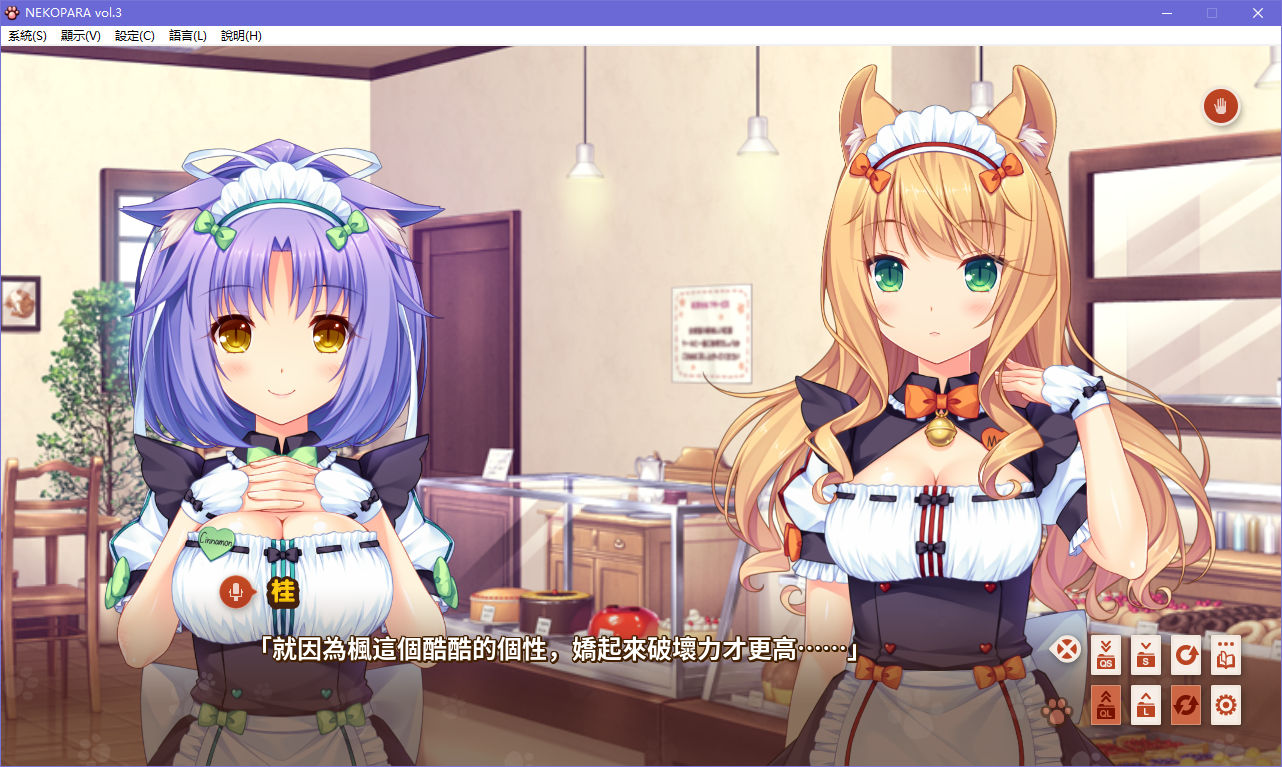 NEKOPARA vol.3
系統(S) 顯示(V) 設定(C) 語言(L) 說明(H)
Cinnamon
M
桂
「就因為楓這個酷酷的個性，嬌起來破壞力才更高……」
QS
S
QL
L